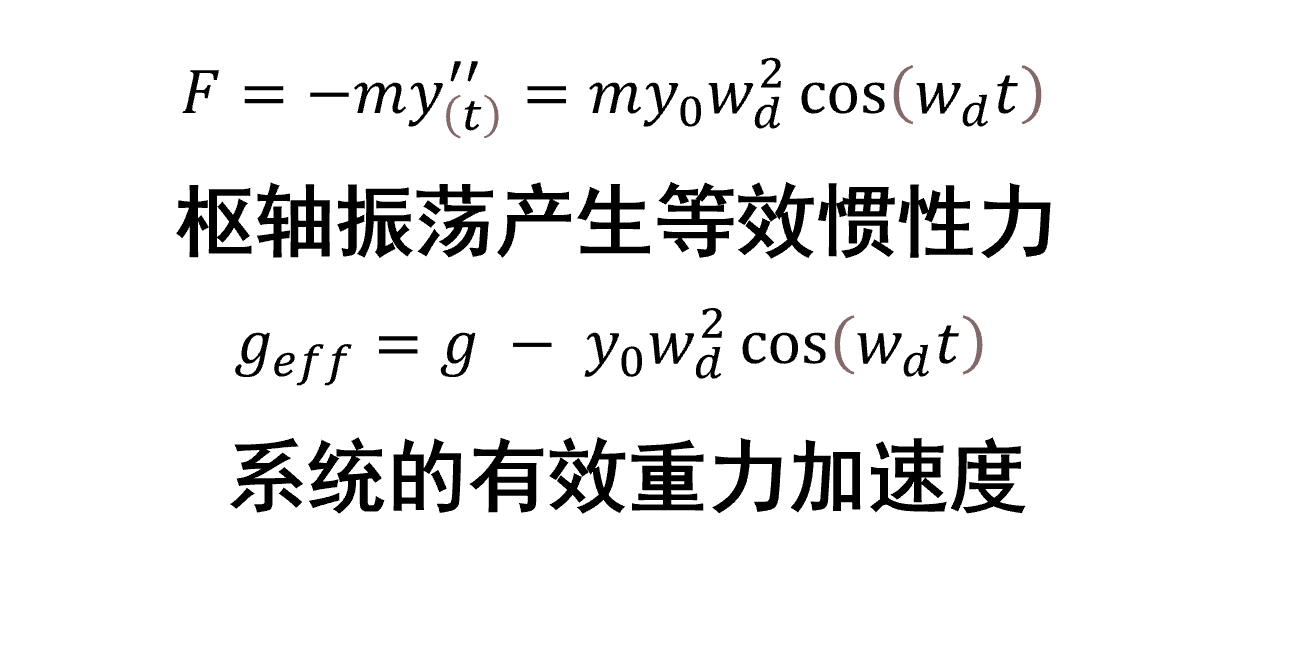 F = −my″₍t₎ = my₀w_d² cos(w_d t)
枢轴振荡产生等效惯性力
g_eff = g − y₀w_d² cos(w_d t)
系统的有效重力加速度